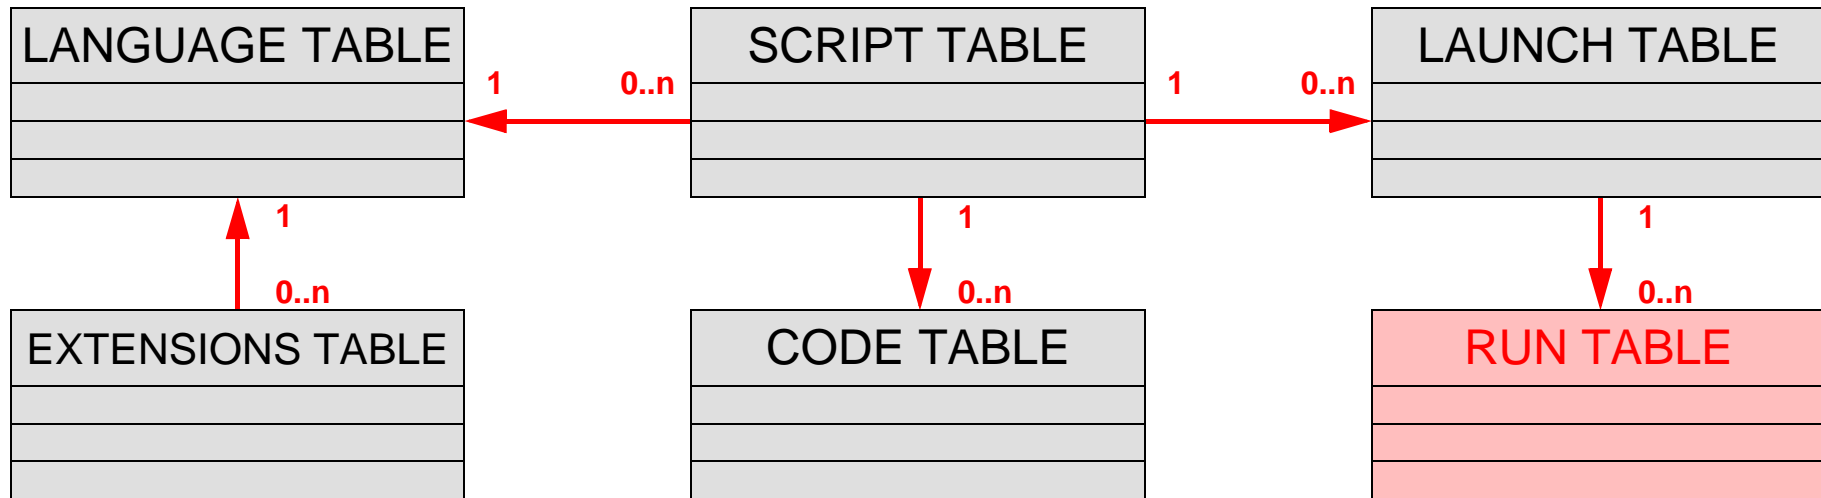 LANGUAGE TABLE
1 0..n
SCRIPT TABLE
1 0..n
LAUNCH TABLE
1
0..n
1
0..n
1
0..n
EXTENSIONS TABLE
CODE TABLE
RUN TABLE